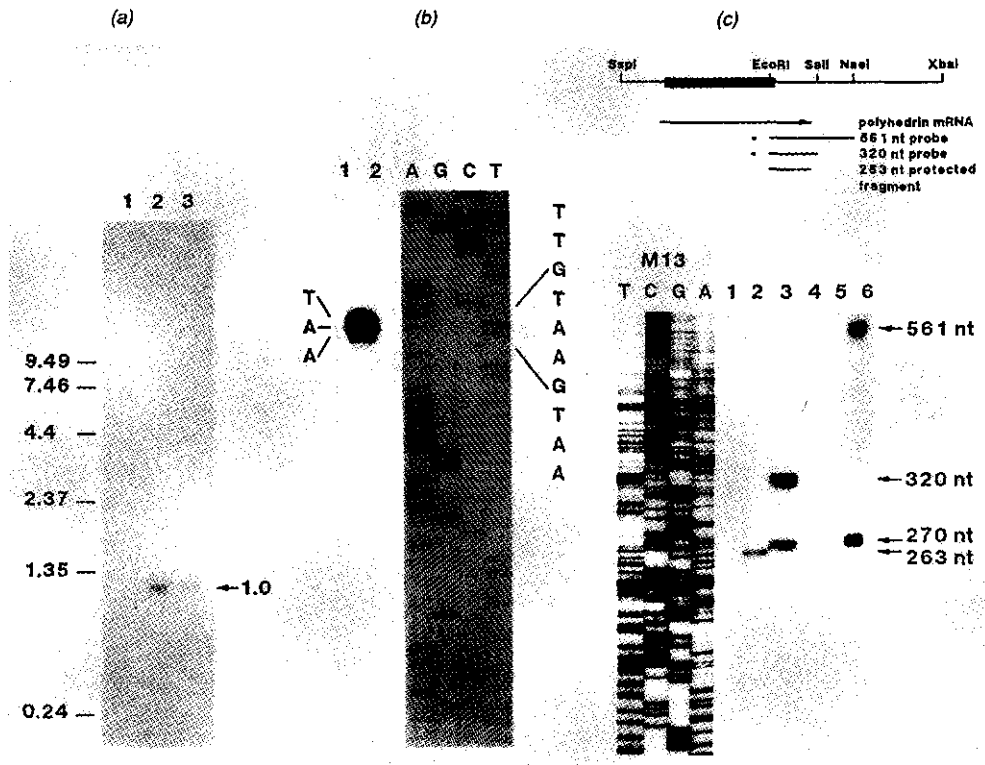 (a)
(b)
(c)
SspI EcoRI SalI NaeI XbaI
polyhedrin mRNA
561 nt probe
320 nt probe
263 nt protected
fragment
1 2 3
1 2 A G C T
T
A
A
T
T
G
T
A
A
G
T
A
A
9.49
7.46
4.4
2.37
1.35
0.24
1.0
M13
T C G A 1 2 3 4 5 6
561 nt
320 nt
270 nt
263 nt